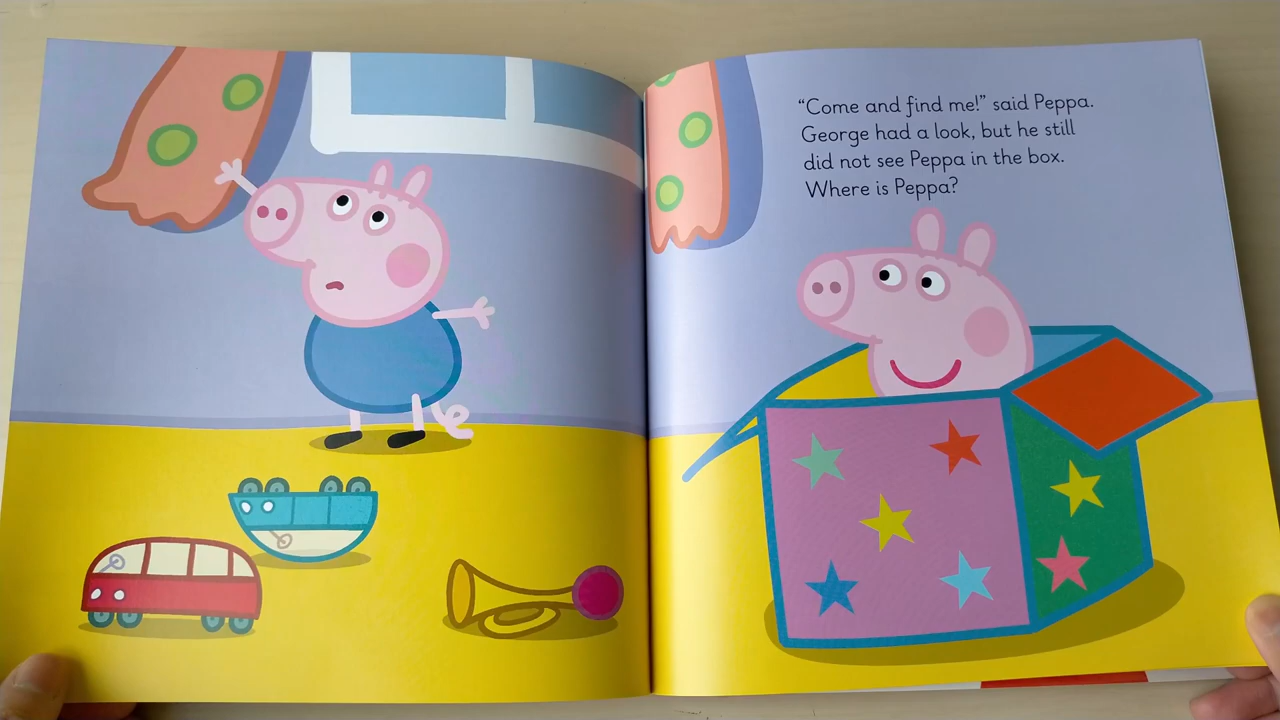 “Come and find me!” said Peppa.
George had a look, but he still
did not see Peppa in the box.
Where is Peppa?